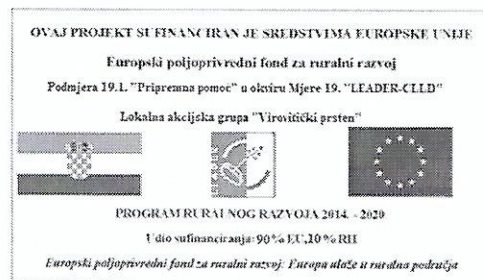 OVAJ PROJEKT SUFINANCIRAN JE SREDSTVIMA EUROPSKE UNIJE
Europski poljoprivredni fond za ruralni razvoj
Podmjera 19.1. "Pripremna pomoć" u okviru Mjere 19. "LEADER-CLLD"
Lokalna akcijska grupa "Virovitički prsten"
PROGRAM RURALNOG RAZVOJA 2014. - 2020
Udio sufinanciranja: 90% EU, 10% RH
Europski poljoprivredni fond za ruralni razvoj: Europa ulaže u ruralna područja